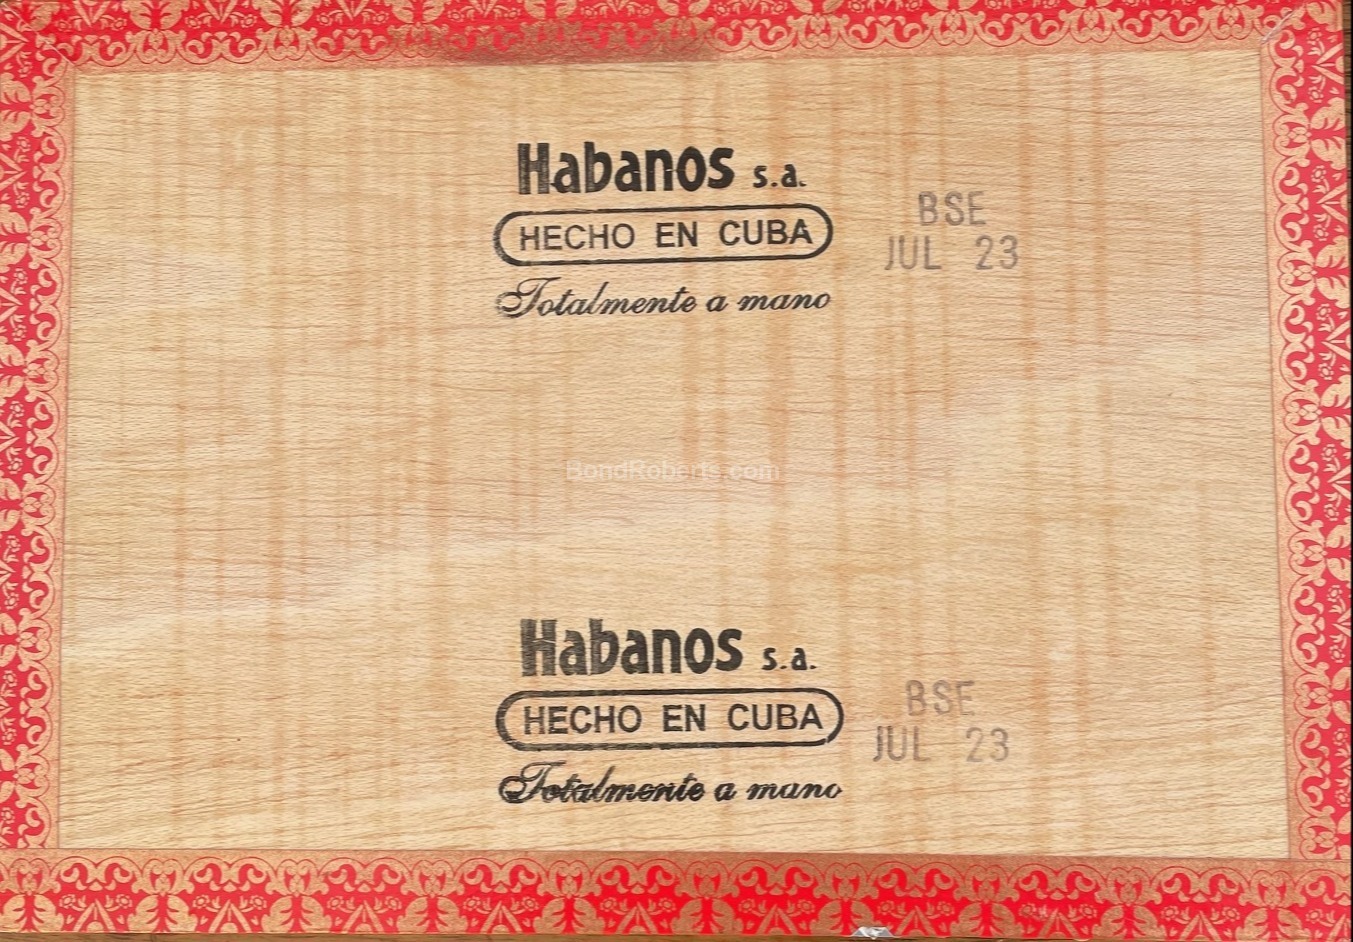 Habanos s.a.
HECHO EN CUBA
Totalmente a mano
BSE
JUL 23
BondRoberts.com
Habanos s.a.
HECHO EN CUBA
Totalmente a mano
BSE
JUL 23